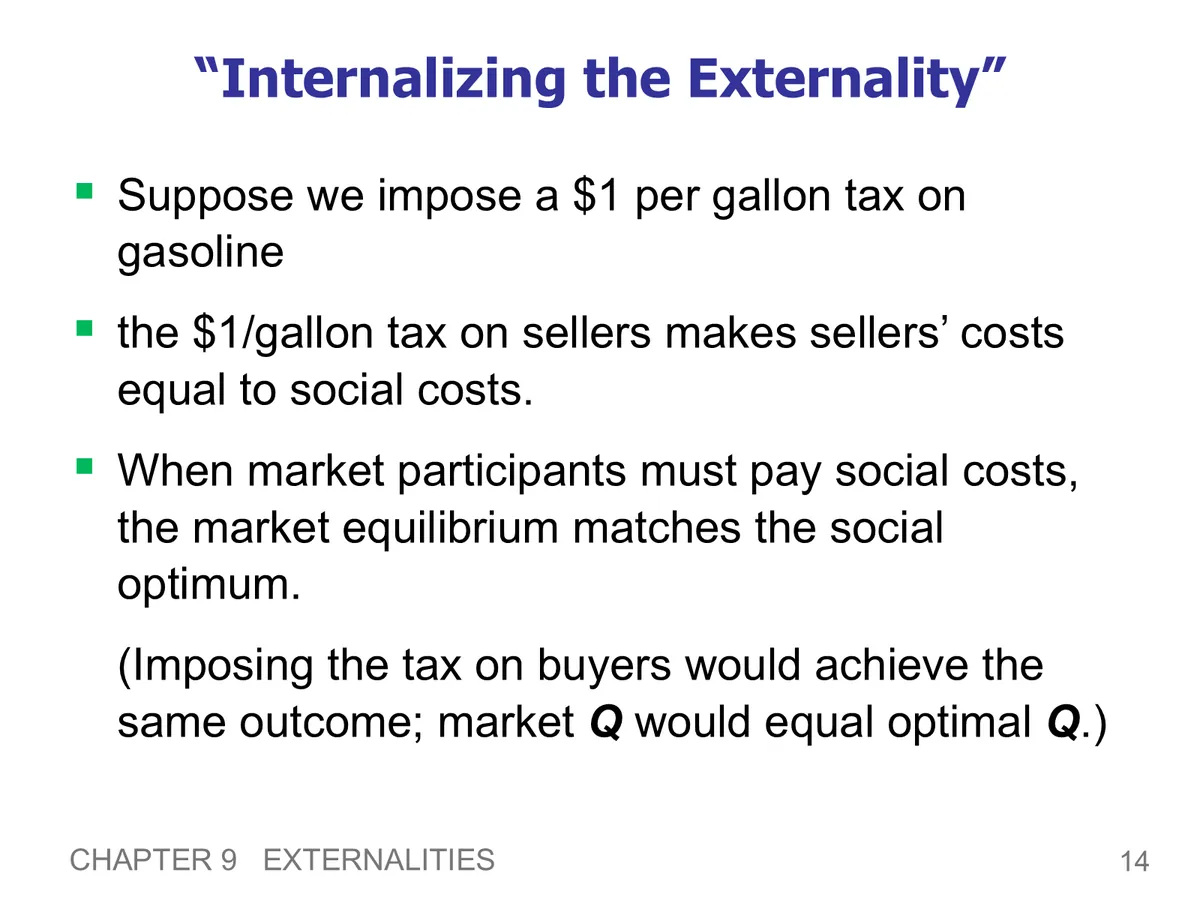 “Internalizing the Externality”
Suppose we impose a $1 per gallon tax on
gasoline
the $1/gallon tax on sellers makes sellers’ costs
equal to social costs.
When market participants must pay social costs,
the market equilibrium matches the social
optimum.
(Imposing the tax on buyers would achieve the
same outcome; market Q would equal optimal Q.)
CHAPTER 9 EXTERNALITIES
14